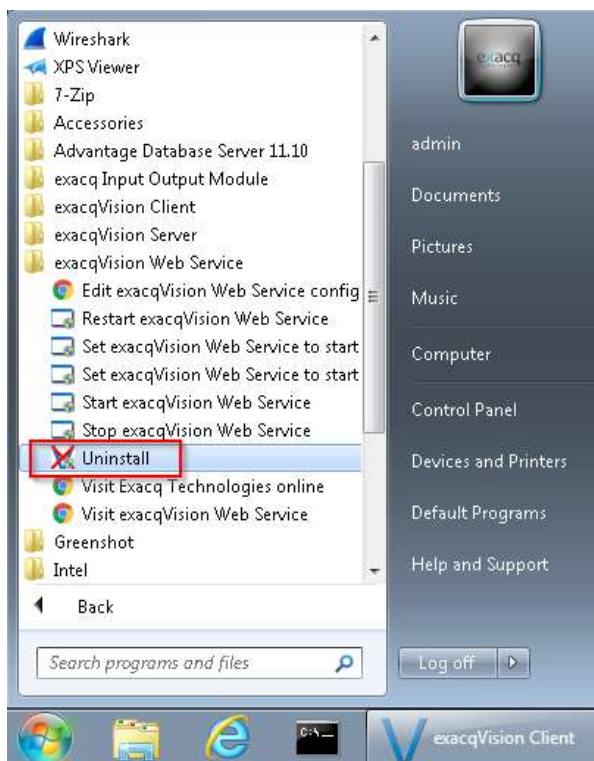 Wireshark
XPS Viewer
7-Zip
Accessories
Advantage Database Server 11.10
exacq Input Output Module
exacqVision Client
exacqVision Server
exacqVision Web Service
Edit exacqVision Web Service config
Restart exacqVision Web Service
Set exacqVision Web Service to start
Set exacqVision Web Service to start
Start exacqVision Web Service
Stop exacqVision Web Service
Uninstall
Visit Exacq Technologies online
Visit exacqVision Web Service
Greenshot
Intel
Back
Search programs and files
exacq
admin
Documents
Pictures
Music
Computer
Control Panel
Devices and Printers
Default Programs
Help and Support
Log off
C:\
exacqVision Client